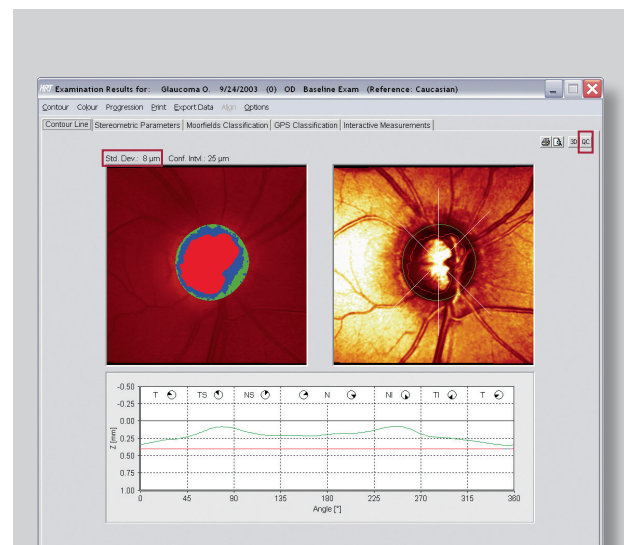 HRT Examination Results for: Glaucoma O. 9/24/2003 (0) OD Baseline Exam (Reference: Caucasian)
Contour Colour Progression Print Export Data Align Options
Contour Line Stereometric Parameters Moorfields Classification GPS Classification Interactive Measurements
3D QC
Std. Dev.: 8 µm Conf. Intvl.: 25 µm
-0.50
T TS NS N NI TI T
-0.25
0.00
0.25
0.50
0.75
1.00
Z [mm]
0 45 90 135 180 225 270 315 360
Angle [°]